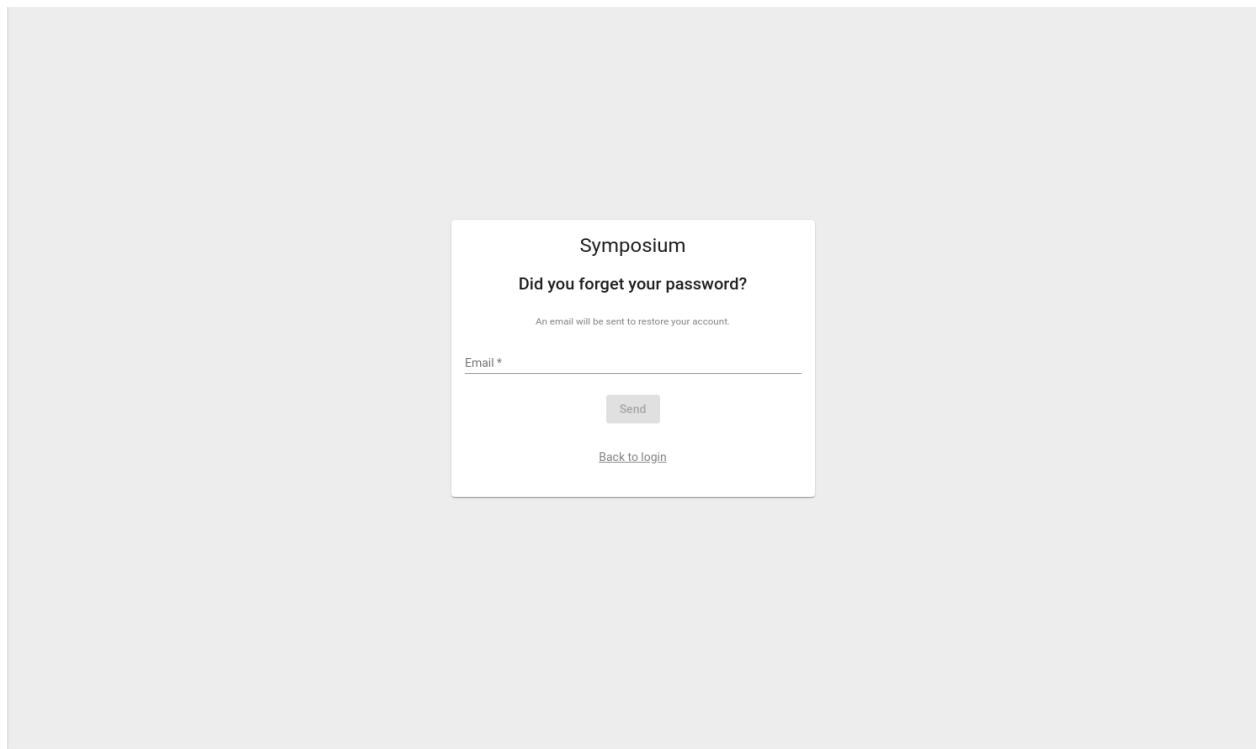 Symposium
Did you forget your password?
An email will be sent to restore your account.
Email *
Send
Back to login